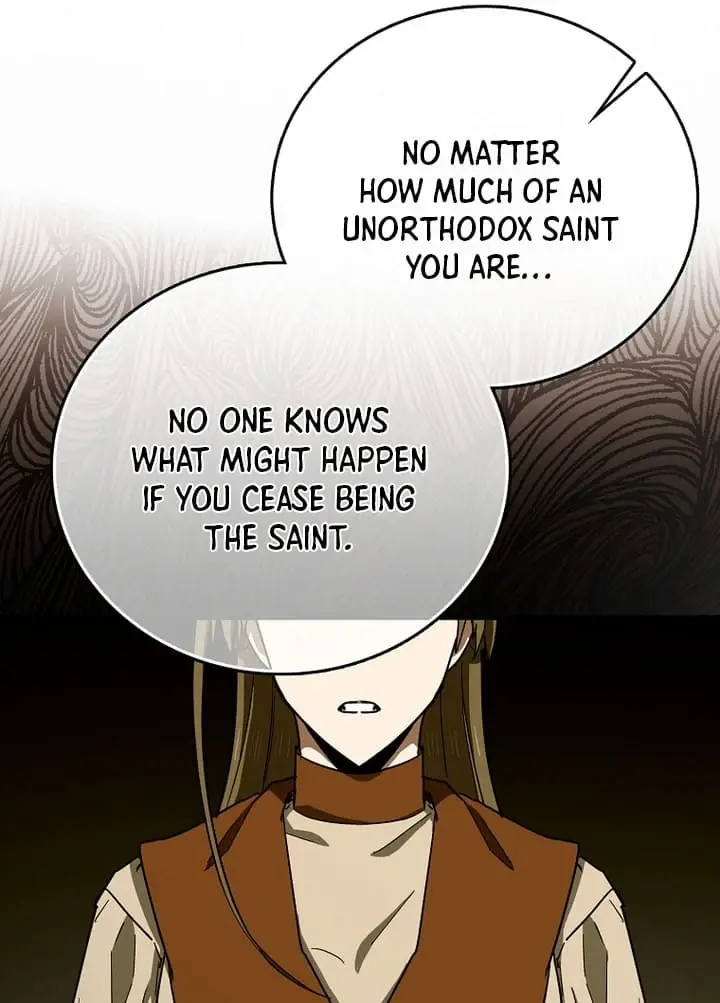 NO MATTER
HOW MUCH OF AN
UNORTHODOX SAINT
YOU ARE...
NO ONE KNOWS
WHAT MIGHT HAPPEN
IF YOU CEASE BEING
THE SAINT.